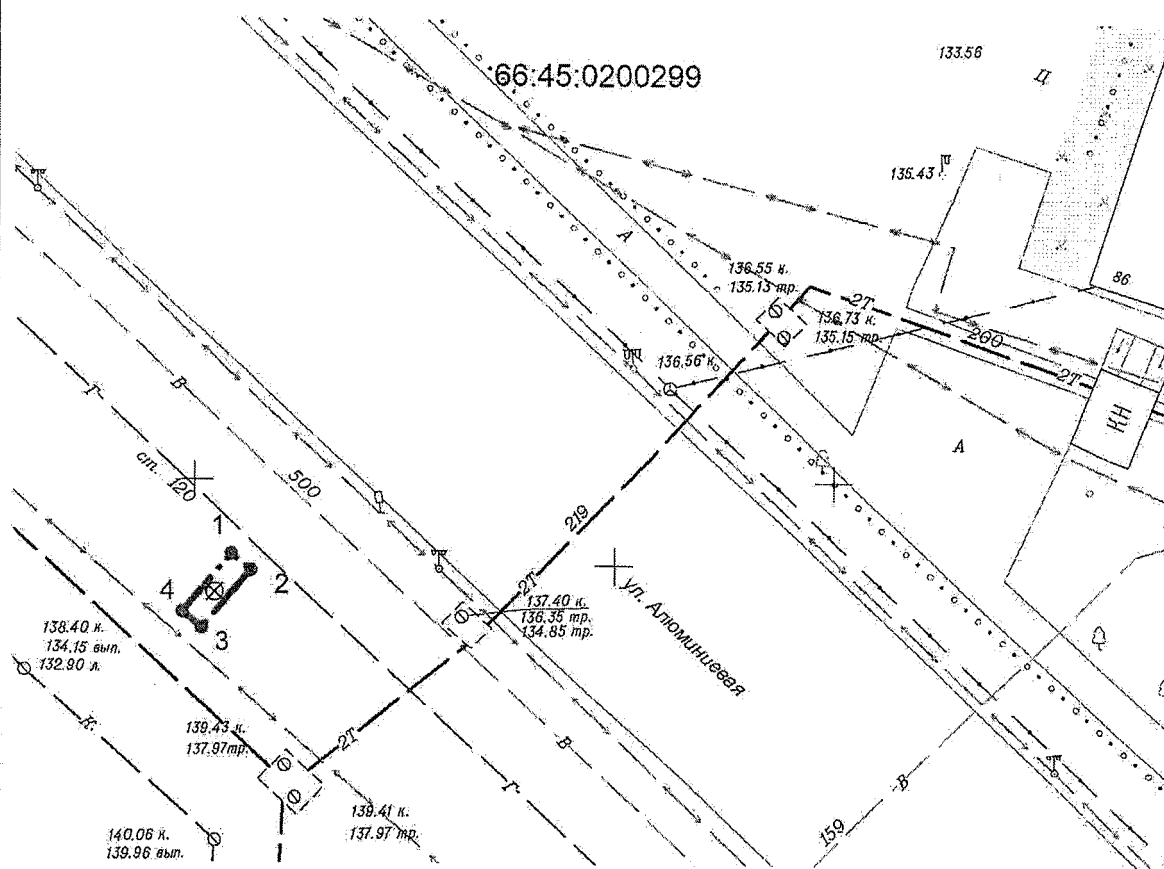 133.56
Ц
66:45:0200299
135.43
А
136.55 к.
135.13 тр.
86
2Т
136.73 к.
135.15 тр.
200
136.56 к.
2Т
КН
Г
В
А
ст. 120
500
1
219
2
4
2Т
137.40 к.
136.35 тр.
134.85 тр.
ул. Алюминиевая
3
138.40 к.
134.15 вып.
132.90 л.
К
139.43 к.
137.97 тр.
2Т
В
Г
В
139.41 к.
137.97 тр.
159
140.06 к.
139.96 вып.